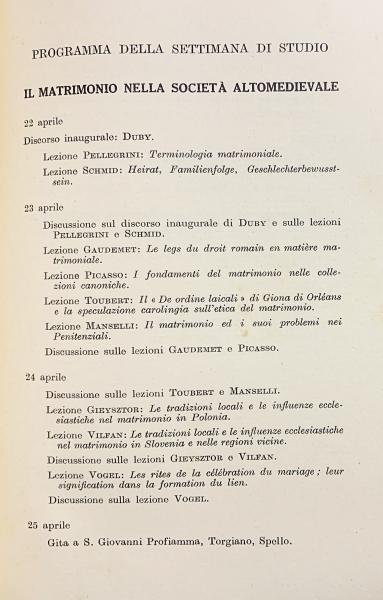 PROGRAMMA DELLA SETTIMANA DI STUDIO
IL MATRIMONIO NELLA SOCIETÀ ALTOMEDIEVALE
22 aprile
Discorso inaugurale: DUBY.
Lezione PELLEGRINI: Terminologia matrimoniale.
Lezione SCHMID: Heirat, Familienfolge, Geschlechterbewusst-
sein.
23 aprile
Discussione sul discorso inaugurale di DUBY e sulle lezioni
PELLEGRINI e SCHMID.
Lezione GAUDEMET: Le legs du droit romain en matière ma-
trimoniale.
Lezione PICASSO: I fondamenti del matrimonio nelle colle-
zioni canoniche.
Lezione TOUBERT: Il « De ordine laicali » di Giona di Orléans
e la speculazione carolingia sull'etica del matrimonio.
Lezione MANSELLI: Il matrimonio ed i suoi problemi nei
Penitenziali.
Discussione sulle lezioni GAUDEMET e PICASSO.
24 aprile
Discussione sulle lezioni TOUBERT e MANSELLI.
Lezione GIEYSZTOR: Le tradizioni locali e le influenze eccle-
siastiche nel matrimonio in Polonia.
Lezione VILFAN: Le tradizioni locali e le influenze ecclesiastiche
nel matrimonio in Slovenia e nelle regioni vicine.
Discussione sulle lezioni GIEYSZTOR e VILFAN.
Lezione VOGEL: Les rites de la célébration du mariage ; leur
signification dans la formation du lien.
Discussione sulla lezione VOGEL.
25 aprile
Gita a S. Giovanni Profiamma, Torgiano, Spello.